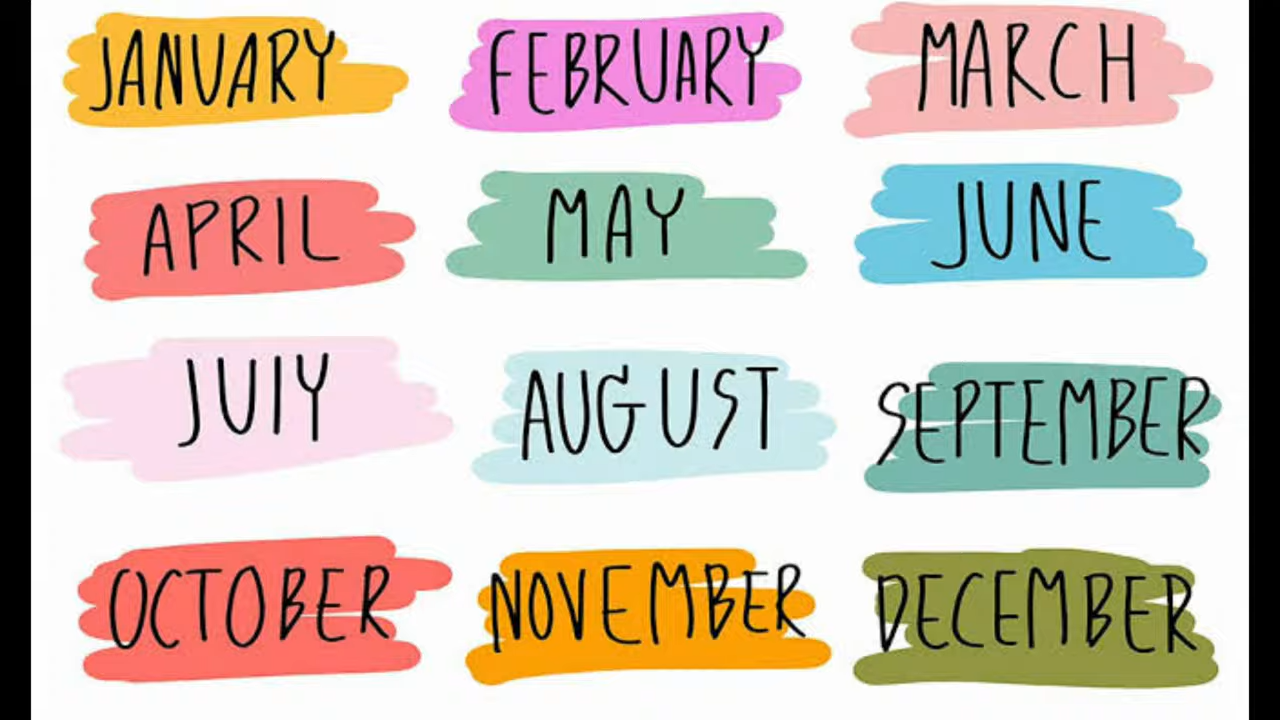 JANUARY FEBRUARY MARCH
APRIL MAY JUNE
JUIY AUGUST SEPTEMBER
OCTOBER NOVEMBER DECEMBER